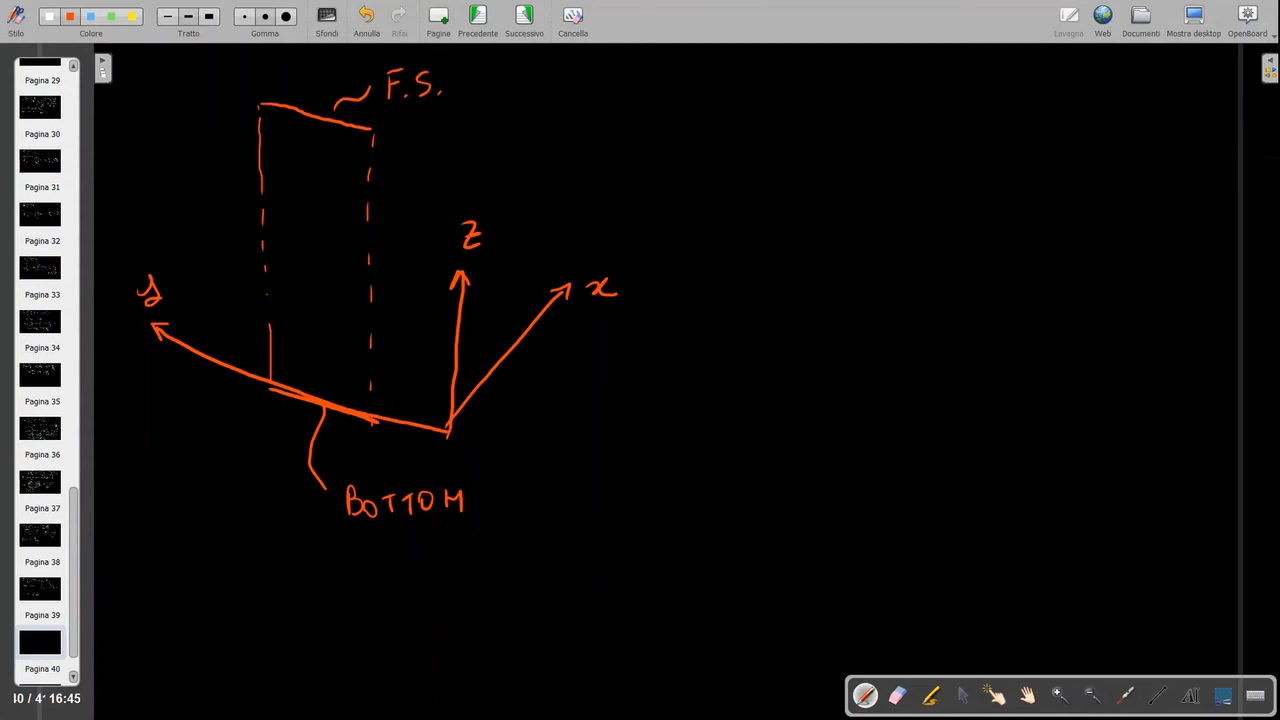 Stilo
Colore
Tratto
Gomma
Sfondi
Annulla
Rifai
Pagine
Precedente
Successivo
Cancella
Lavagna
Web
Documenti
Mostra desktop
OpenBoard
Pagina 29
Pagina 30
Pagina 31
Pagina 32
Pagina 33
Pagina 34
Pagina 35
Pagina 36
Pagina 37
Pagina 38
Pagina 39
Pagina 40
16:45
F.S.
z
x
BOTTOM